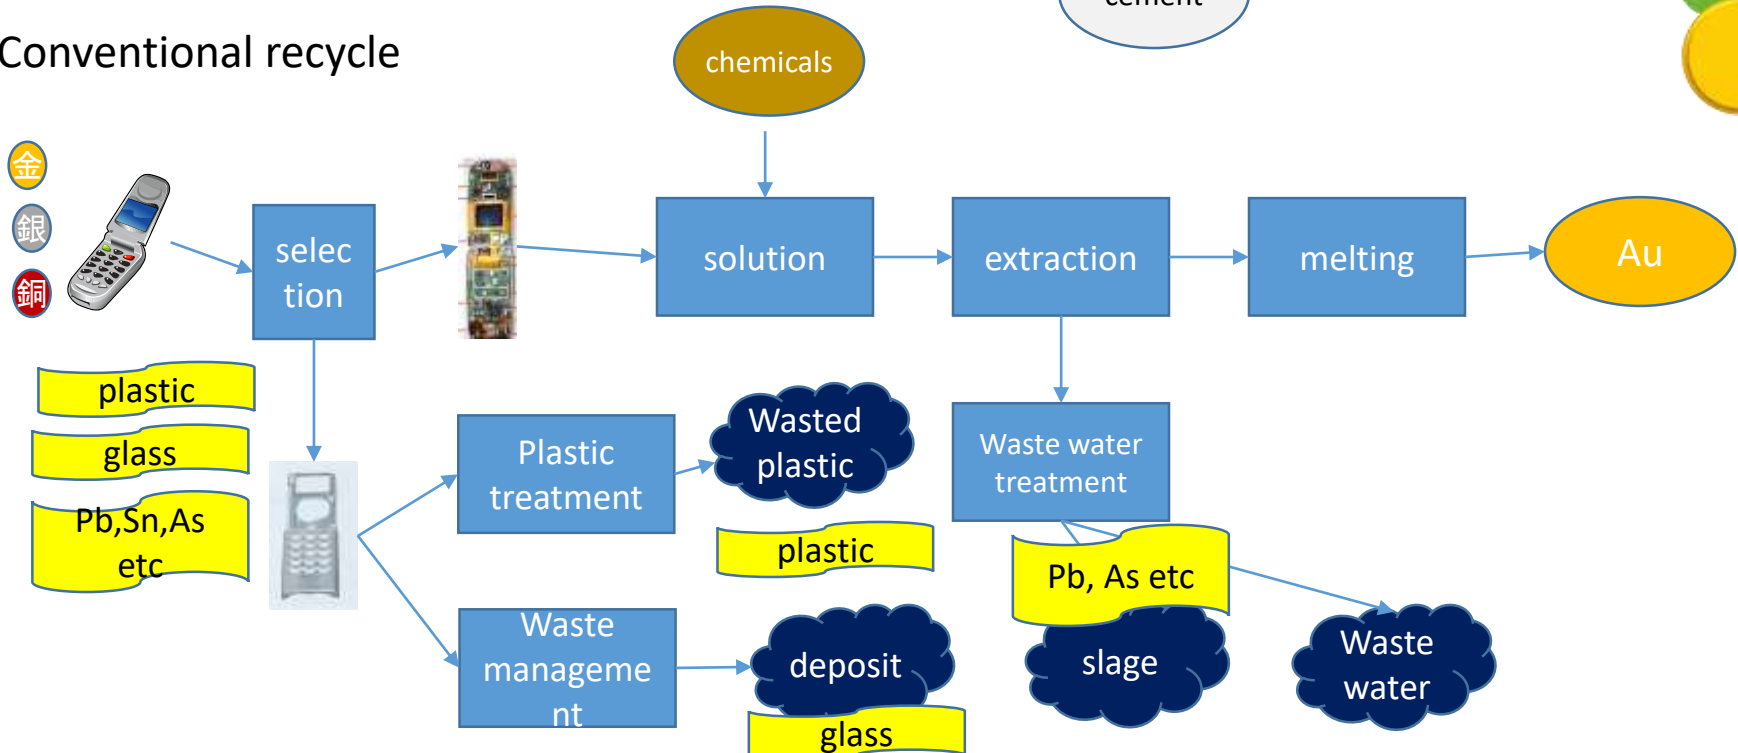 cement
Conventional recycle
chemicals
金
銀
銅
selec
tion
solution
extraction
melting
Au
plastic
glass
Pb,Sn,As
etc
Plastic
treatment
Wasted
plastic
plastic
Waste water
treatment
Pb, As etc
Waste
manageme
nt
deposit
glass
slage
Waste
water